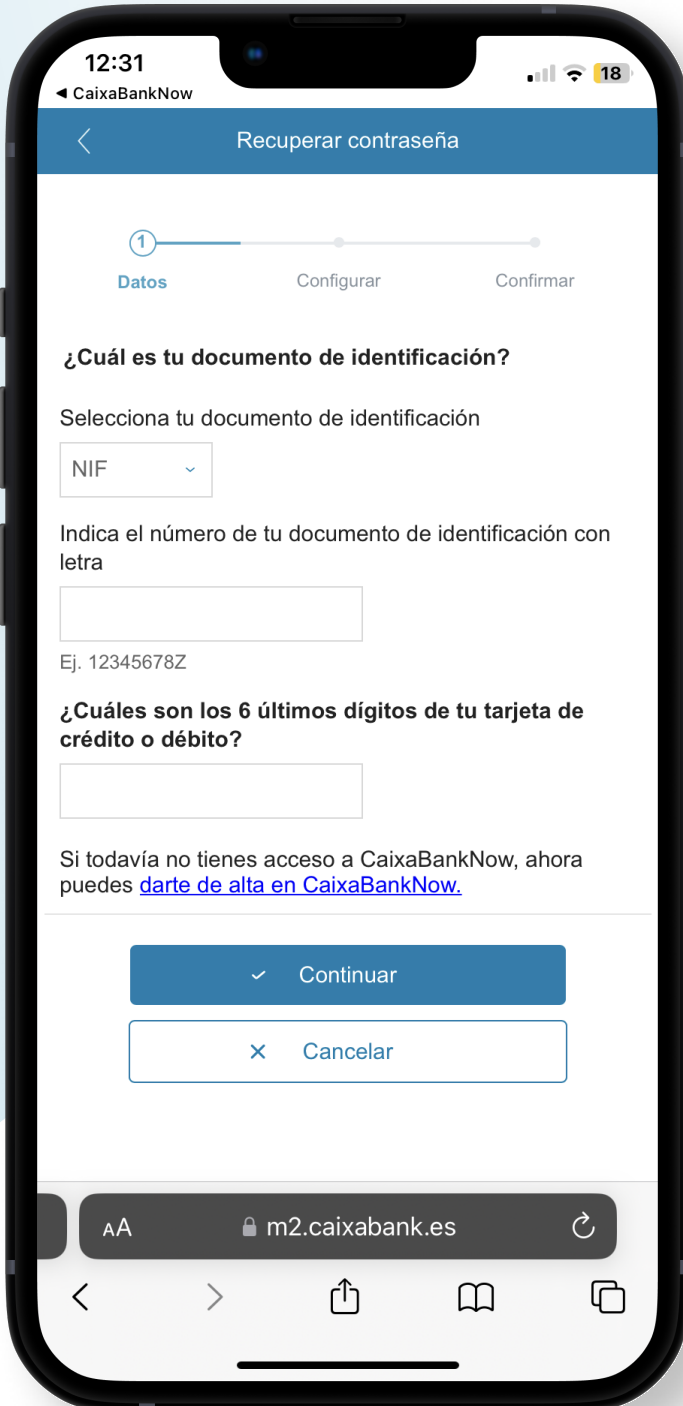 12:31
18
◀ CaixaBankNow
Recuperar contraseña
1
Datos
Configurar
Confirmar
¿Cuál es tu documento de identificación?
Selecciona tu documento de identificación
NIF
Indica el número de tu documento de identificación con
letra
Ej. 12345678Z
¿Cuáles son los 6 últimos dígitos de tu tarjeta de
crédito o débito?
Si todavía no tienes acceso a CaixaBankNow, ahora
puedes darte de alta en CaixaBankNow.
Continuar
Cancelar
AA
m2.caixabank.es